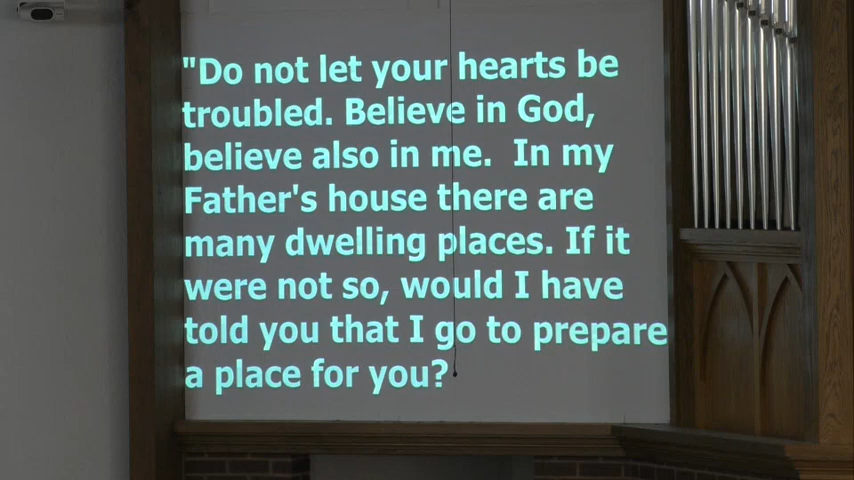 "Do not let your hearts be
troubled. Believe in God,
believe also in me.  In my
Father's house there are
many dwelling places. If it
were not so, would I have
told you that I go to prepare
a place for you?